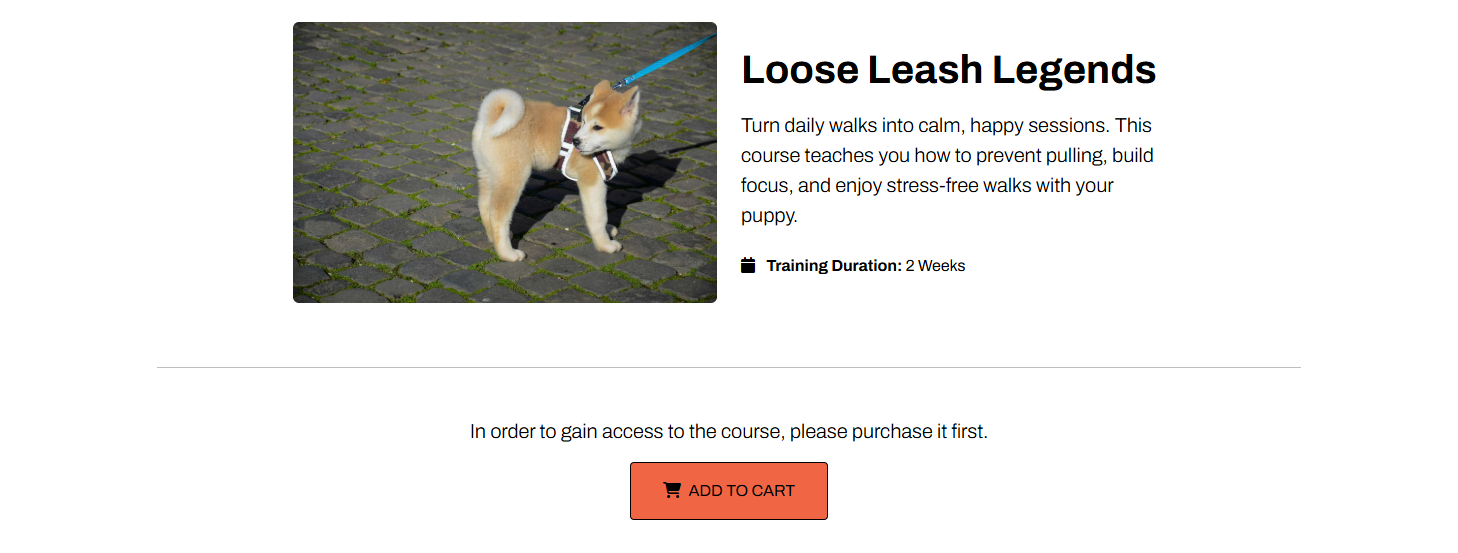 Loose Leash Legends
Turn daily walks into calm, happy sessions. This
course teaches you how to prevent pulling, build
focus, and enjoy stress-free walks with your
puppy.
Training Duration: 2 Weeks
In order to gain access to the course, please purchase it first.
ADD TO CART